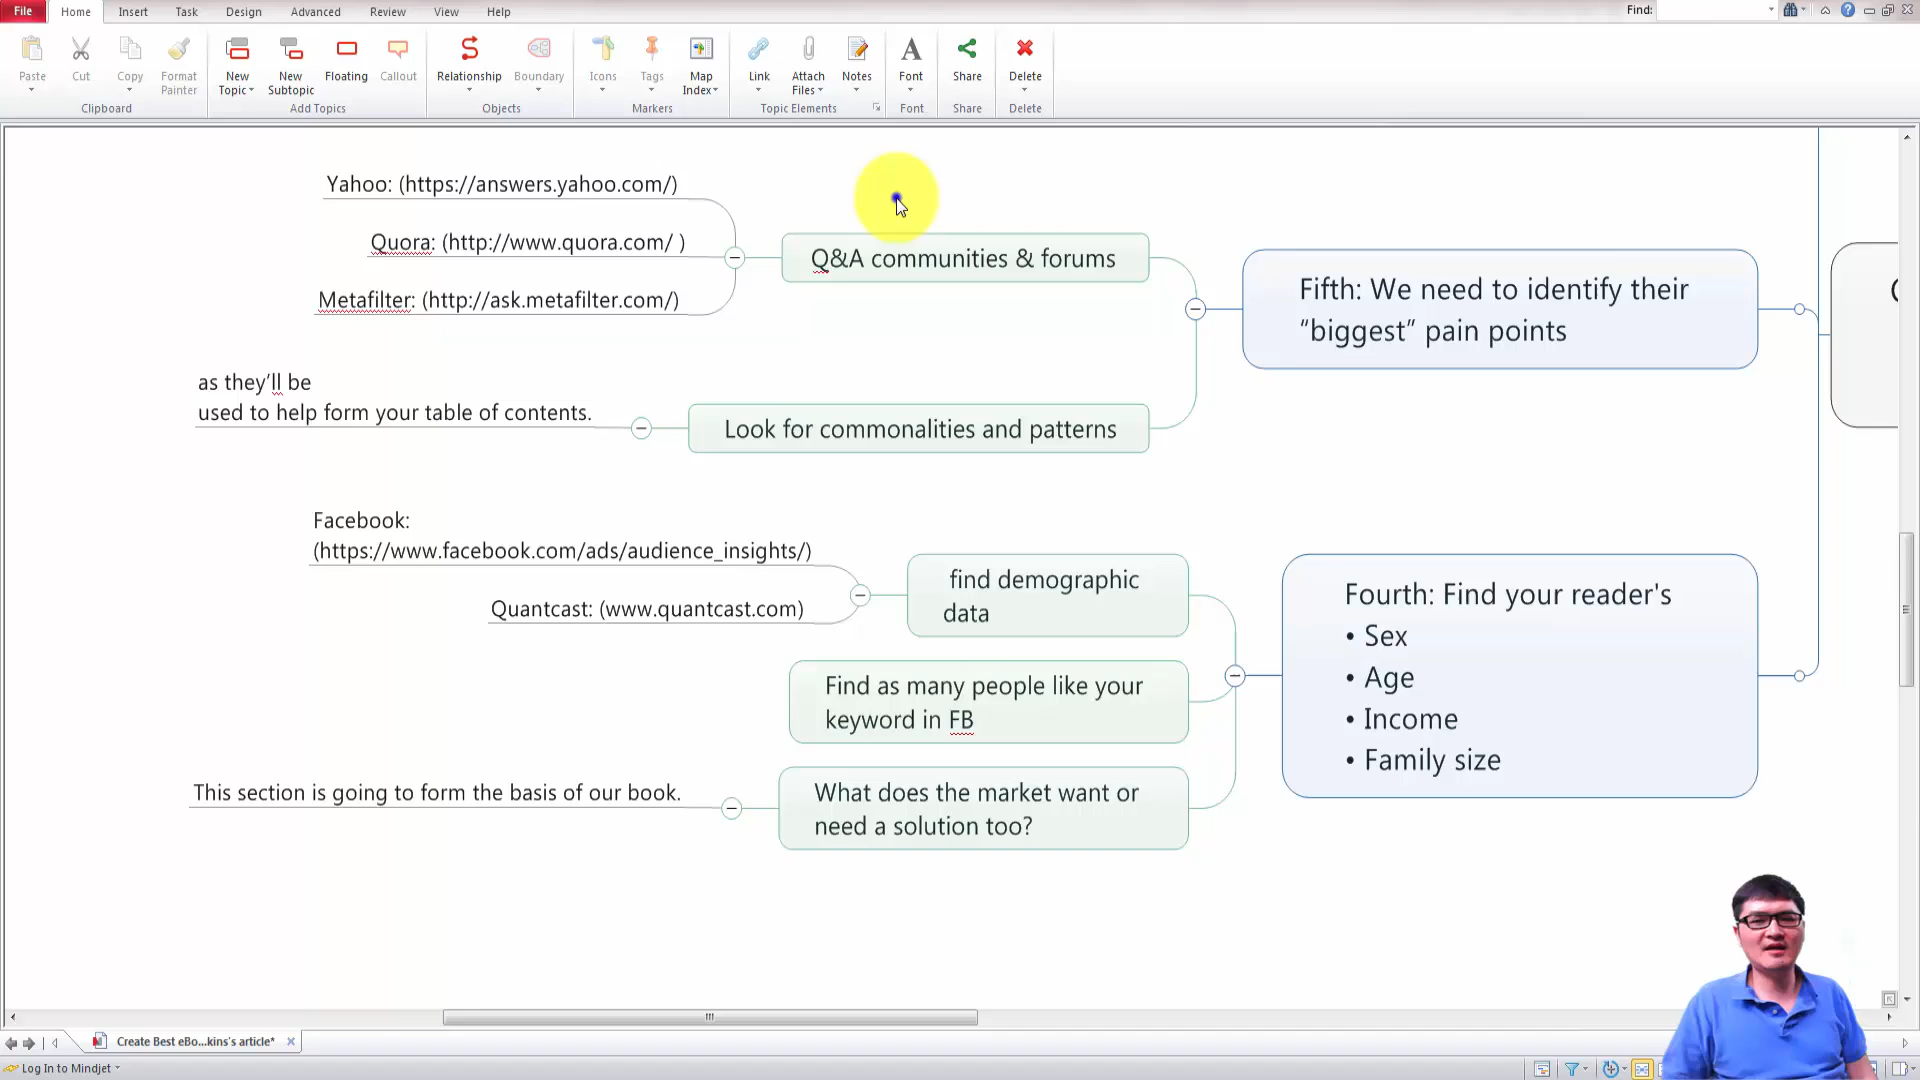 File
Home
Insert
Task
Design
Advanced
Review
View
Help
Find:
Paste
Cut
Copy
Format
Painter
New
Topic
New
Subtopic
Floating
Callout
Relationship
Boundary
Icons
Tags
Map
Index
Link
Attach
Files
Notes
Font
Share
Delete
Clipboard
Add Topics
Objects
Markers
Topic Elements
Font
Share
Delete
Yahoo: (https://answers.yahoo.com/)
Quora: (http://www.quora.com/ )
Metafilter: (http://ask.metafilter.com/)
Q&A communities & forums
Fifth: We need to identify their
“biggest” pain points
as they’ll be
used to help form your table of contents.
Look for commonalities and patterns
Facebook:
(https://www.facebook.com/ads/audience_insights/)
Quantcast: (www.quantcast.com)
find demographic
data
Find as many people like your
keyword in FB
This section is going to form the basis of our book.
What does the market want or
need a solution too?
Fourth: Find your reader's
• Sex
• Age
• Income
• Family size
Create Best eBo...kins's article*
Log In to Mindjet